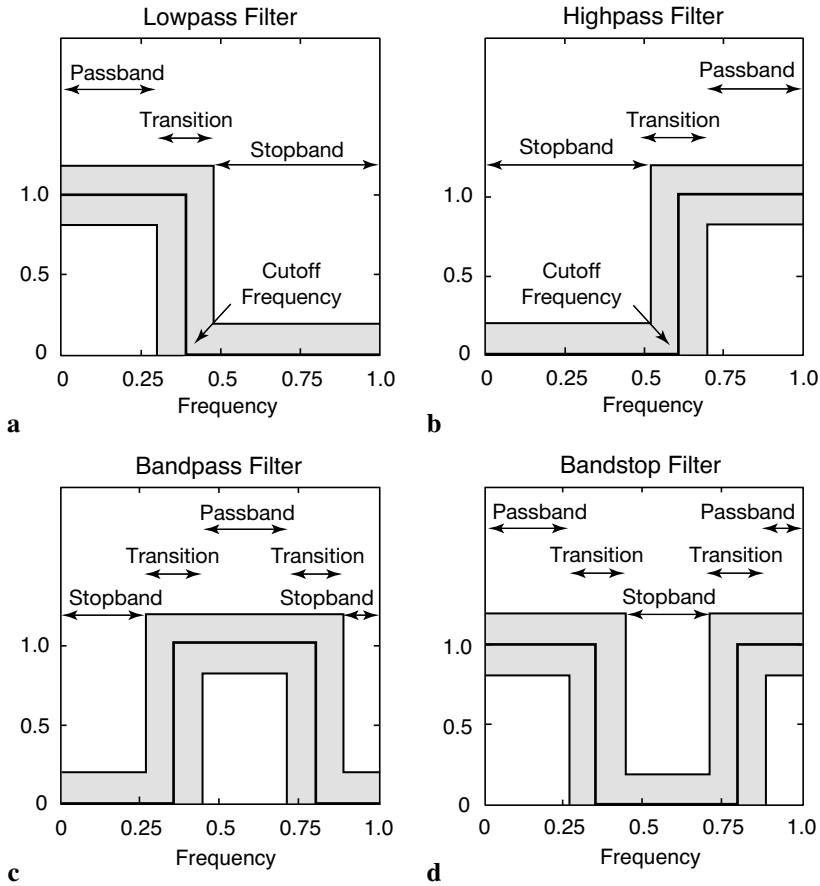 Lowpass Filter
Passband
Transition
Stopband
1.0
0.5
0
Cutoff
Frequency
0 0.25 0.5 0.75 1.0
Frequency
a
Highpass Filter
Passband
Transition
Stopband
1.0
0.5
0
Cutoff
Frequency
0 0.25 0.5 0.75 1.0
Frequency
b
Bandpass Filter
Passband
Transition Transition
Stopband Stopband
1.0
0.5
0
0 0.25 0.5 0.75 1.0
Frequency
c
Bandstop Filter
Passband Passband
Transition Transition
Stopband
1.0
0.5
0
0 0.25 0.5 0.75 1.0
Frequency
d